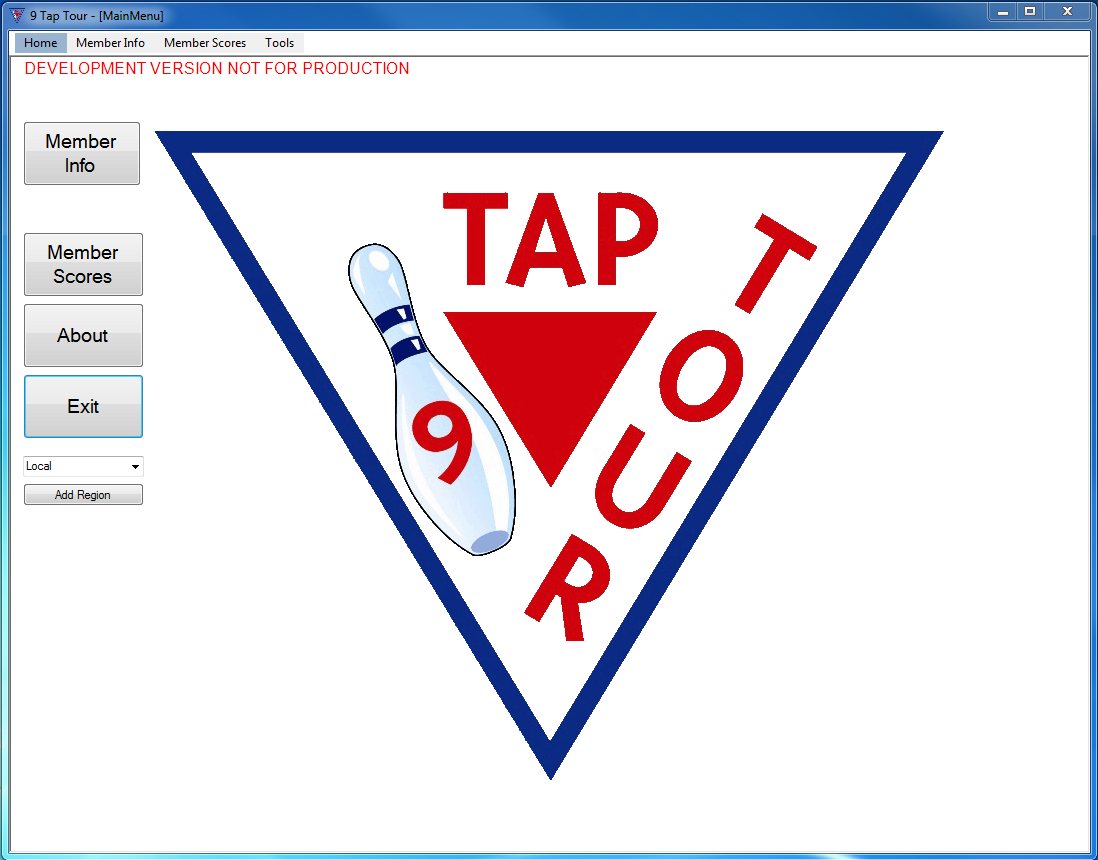 9 Tap Tour - [MainMenu]
Home Member Info Member Scores Tools
DEVELOPMENT VERSION NOT FOR PRODUCTION
Member
Info
Member
Scores
About
Exit
Local
Add Region
TAP
9
TOUR